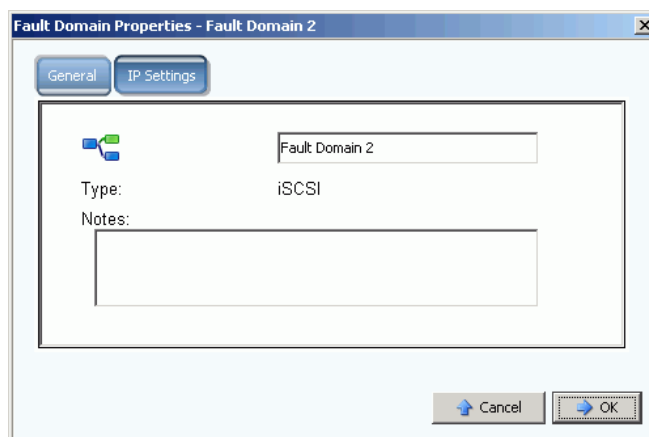 Fault Domain Properties - Fault Domain 2
General IP Settings
Fault Domain 2
Type: iSCSI
Notes:
Cancel OK